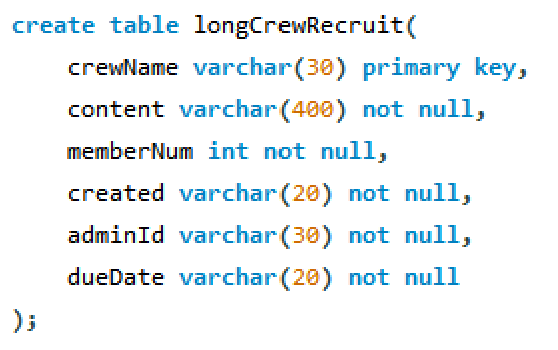 create table longCrewRecruit(
    crewName varchar(30) primary key,
    content varchar(400) not null,
    memberNum int not null,
    created varchar(20) not null,
    adminId varchar(30) not null,
    dueDate varchar(20) not null
);